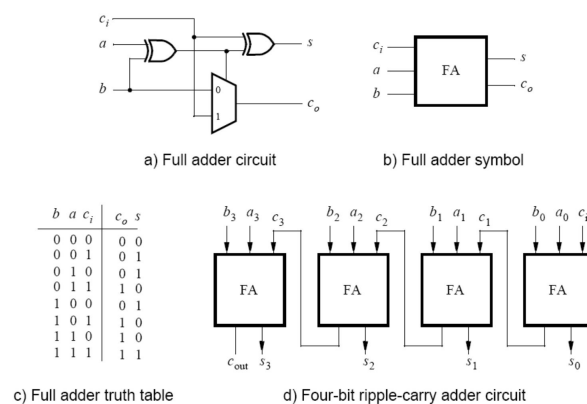 c_i
a
b
s
0
1
c_o
a) Full adder circuit
c_i
a
b
FA
s
c_o
b) Full adder symbol
b a c_i c_o s
0 0 0 0 0
0 0 1 0 1
0 1 0 0 1
0 1 1 1 0
1 0 0 0 1
1 0 1 1 0
1 1 0 1 0
1 1 1 1 1
c) Full adder truth table
b_3 a_3 c_3 b_2 a_2 c_2 b_1 a_1 c_1 b_0 a_0 c_i
FA FA FA FA
c_out s_3 s_2 s_1 s_0
d) Four-bit ripple-carry adder circuit